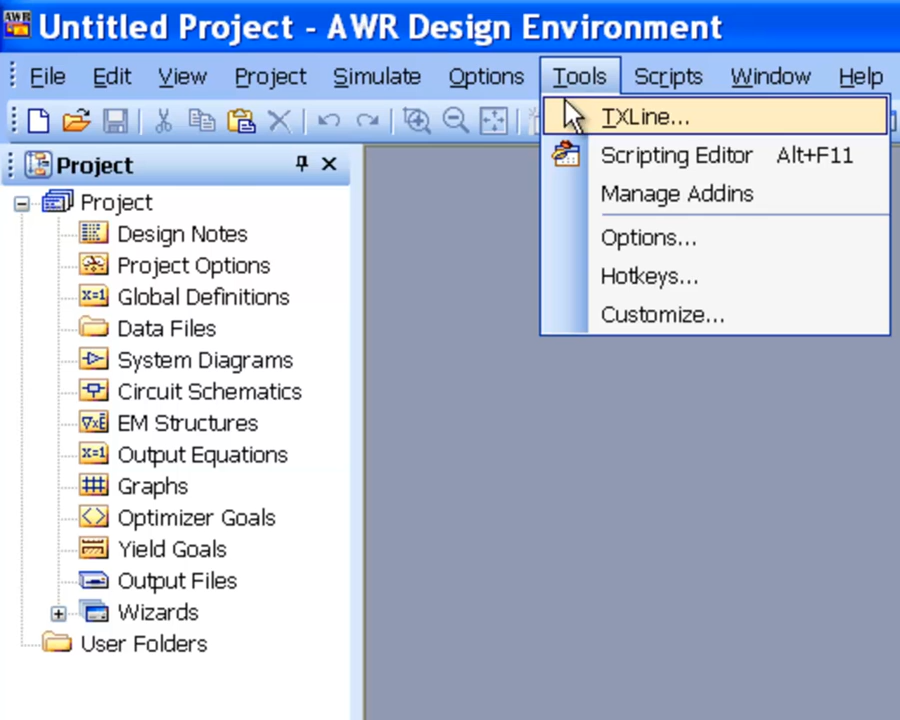 Untitled Project - AWR Design Environment
File Edit View Project Simulate Options Tools Scripts Window Help
TXLine...
Scripting Editor Alt+F11
Manage Addins
Options...
Hotkeys...
Customize...
Project
Project
Design Notes
Project Options
Global Definitions
Data Files
System Diagrams
Circuit Schematics
EM Structures
Output Equations
Graphs
Optimizer Goals
Yield Goals
Output Files
Wizards
User Folders